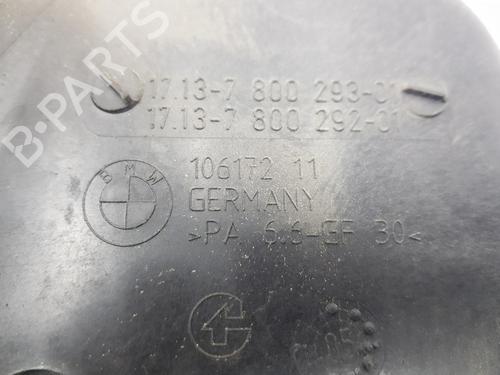 17.13-7 800 293-01
17.13-7 800 292-01
BMW
106172 11
GERMANY
>PA 6.6-GF 30<
B-PARTS